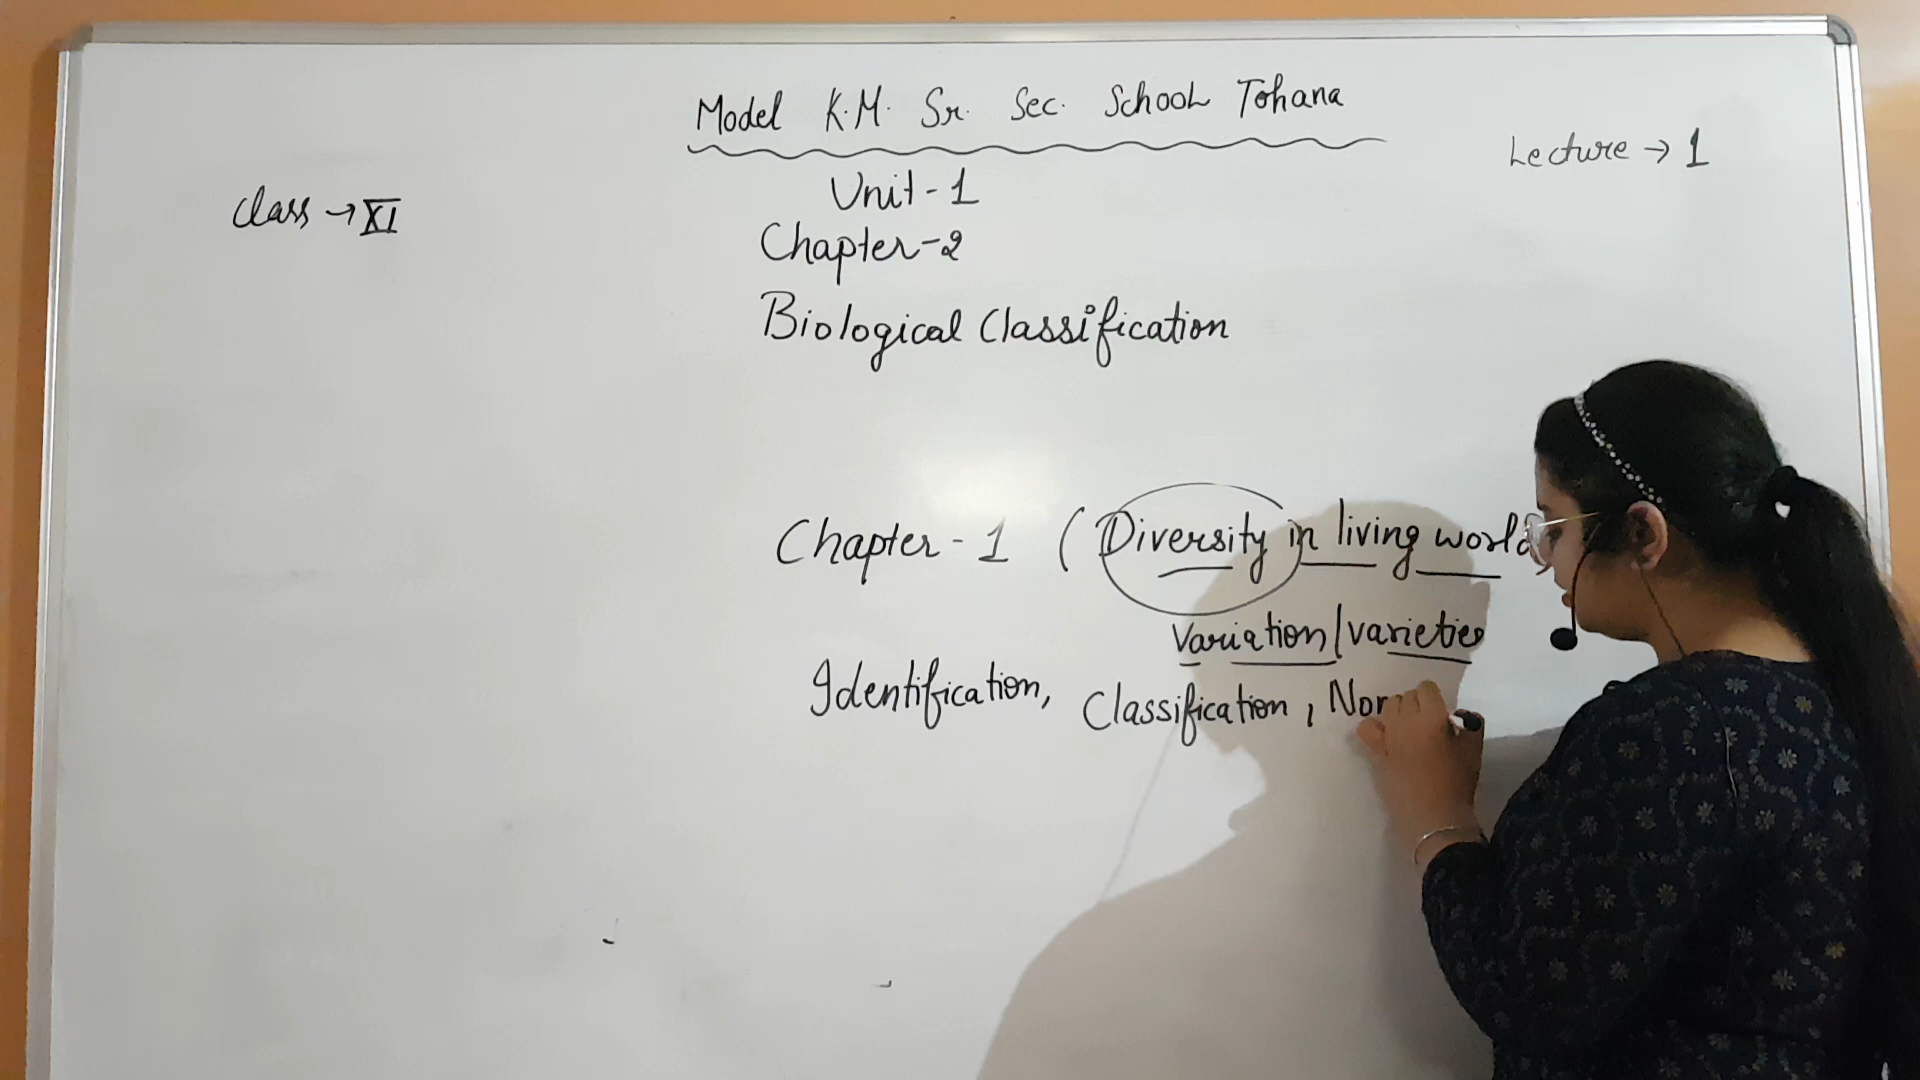 Model K.M. Sr. Sec. School Tohana
Lecture → 1
Class → XI
Unit - 1
Chapter - 2
Biological Classification
Chapter - 1 ( Diversity in living world
Variation/varieties
Identification, Classification, Nor